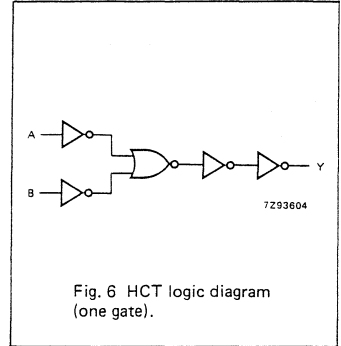 A
B
Y
7Z93604
Fig. 6 HCT logic diagram
(one gate).